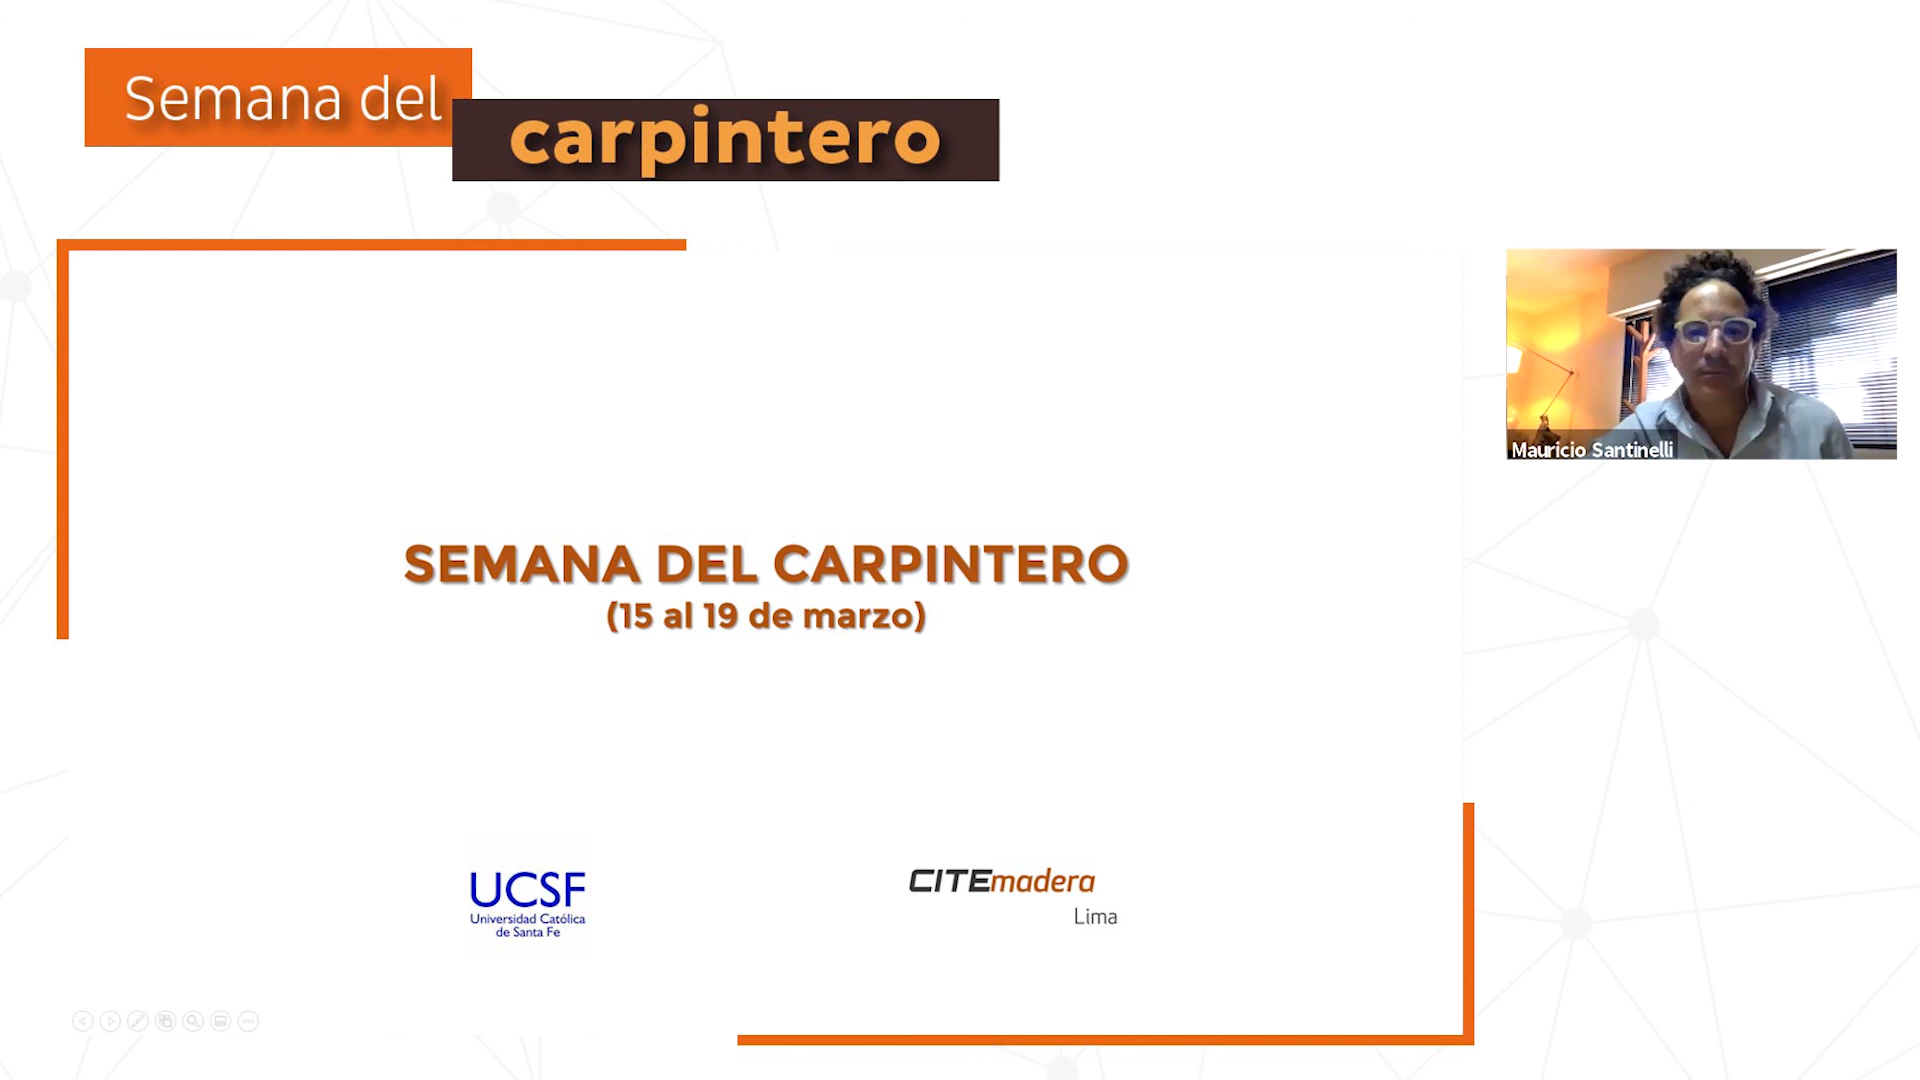 Semana del
carpintero
Mauricio Santinelli
SEMANA DEL CARPINTERO
(15 al 19 de marzo)
UCSF
Universidad Católica
de Santa Fe
CITEmadera
Lima